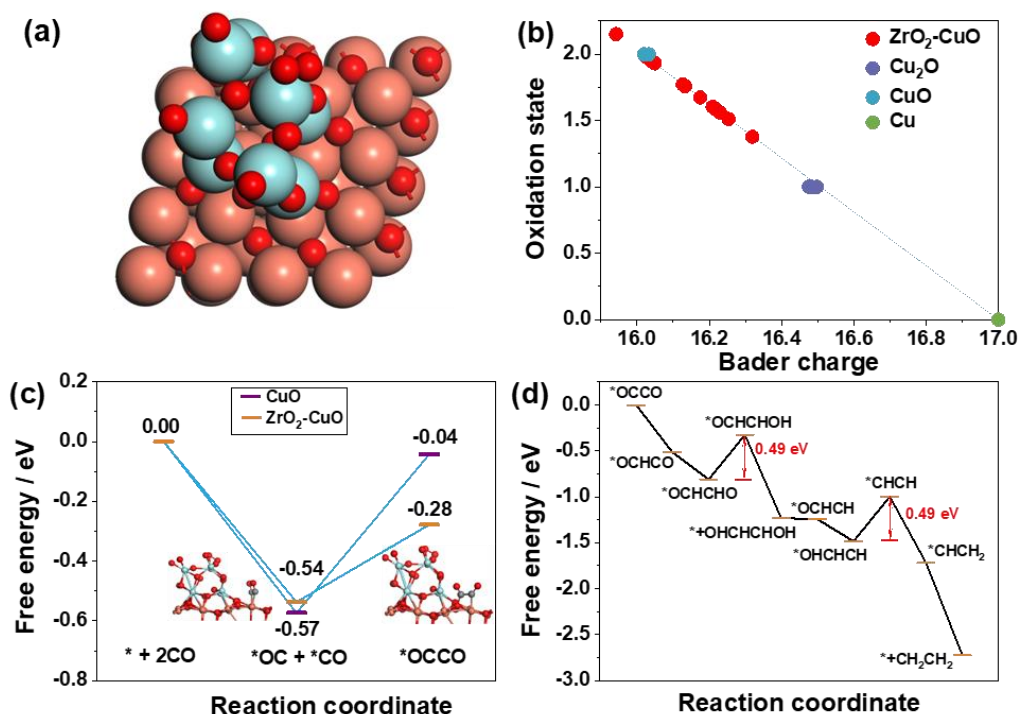 (a)
(b)
2.0
1.5
1.0
0.5
0.0
Oxidation state
ZrO₂-CuO
Cu₂O
CuO
Cu
16.0 16.2 16.4 16.6 16.8 17.0
Bader charge
(c)
0.2
0.0
-0.2
-0.4
-0.6
-0.8
Free energy / eV
CuO
ZrO₂-CuO
0.00
-0.04
-0.28
-0.54
-0.57
* + 2CO
*OC + *CO
*OCCO
Reaction coordinate
(d)
0.0
-0.5
-1.0
-1.5
-2.0
-2.5
-3.0
Free energy / eV
*OCCO
*OCHCO
*OCHCHO
*OCHCHOH
0.49 eV
*+OHCHCHOH
*OCHCH
*OHCHCH
*CHCH
0.49 eV
*CHCH₂
*+CH₂CH₂
Reaction coordinate